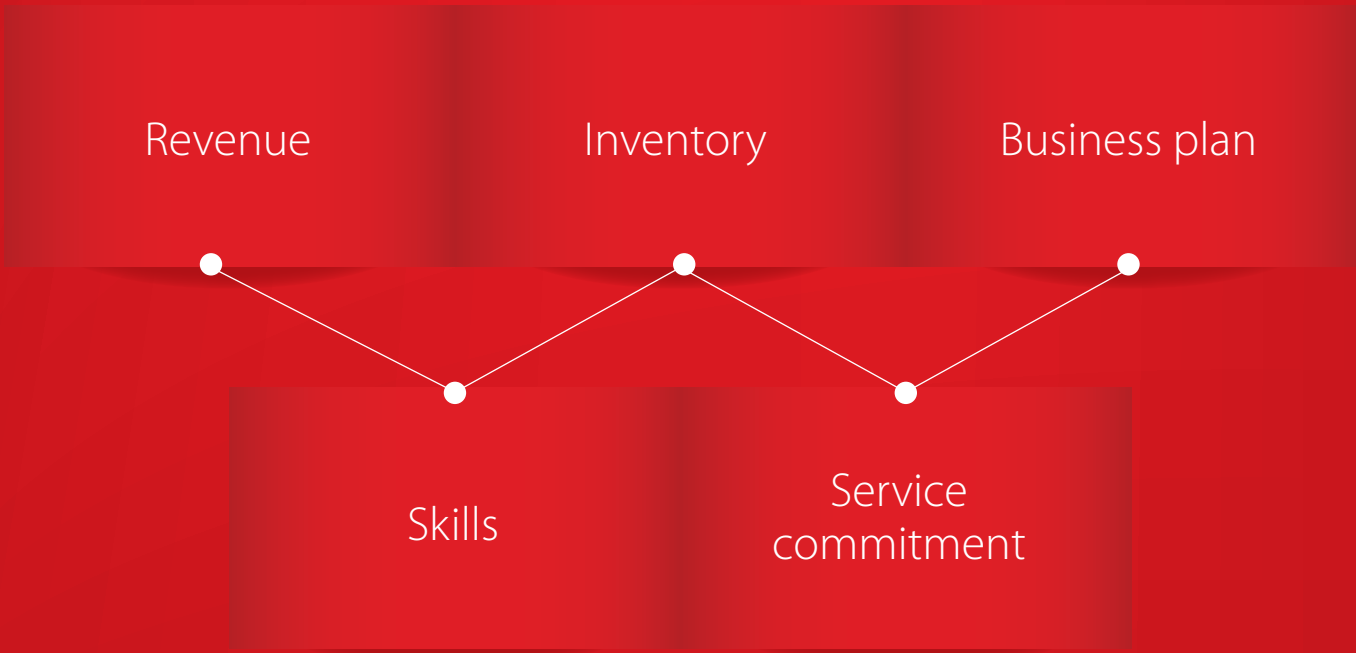 Revenue
Inventory
Business plan
Skills
Service
commitment